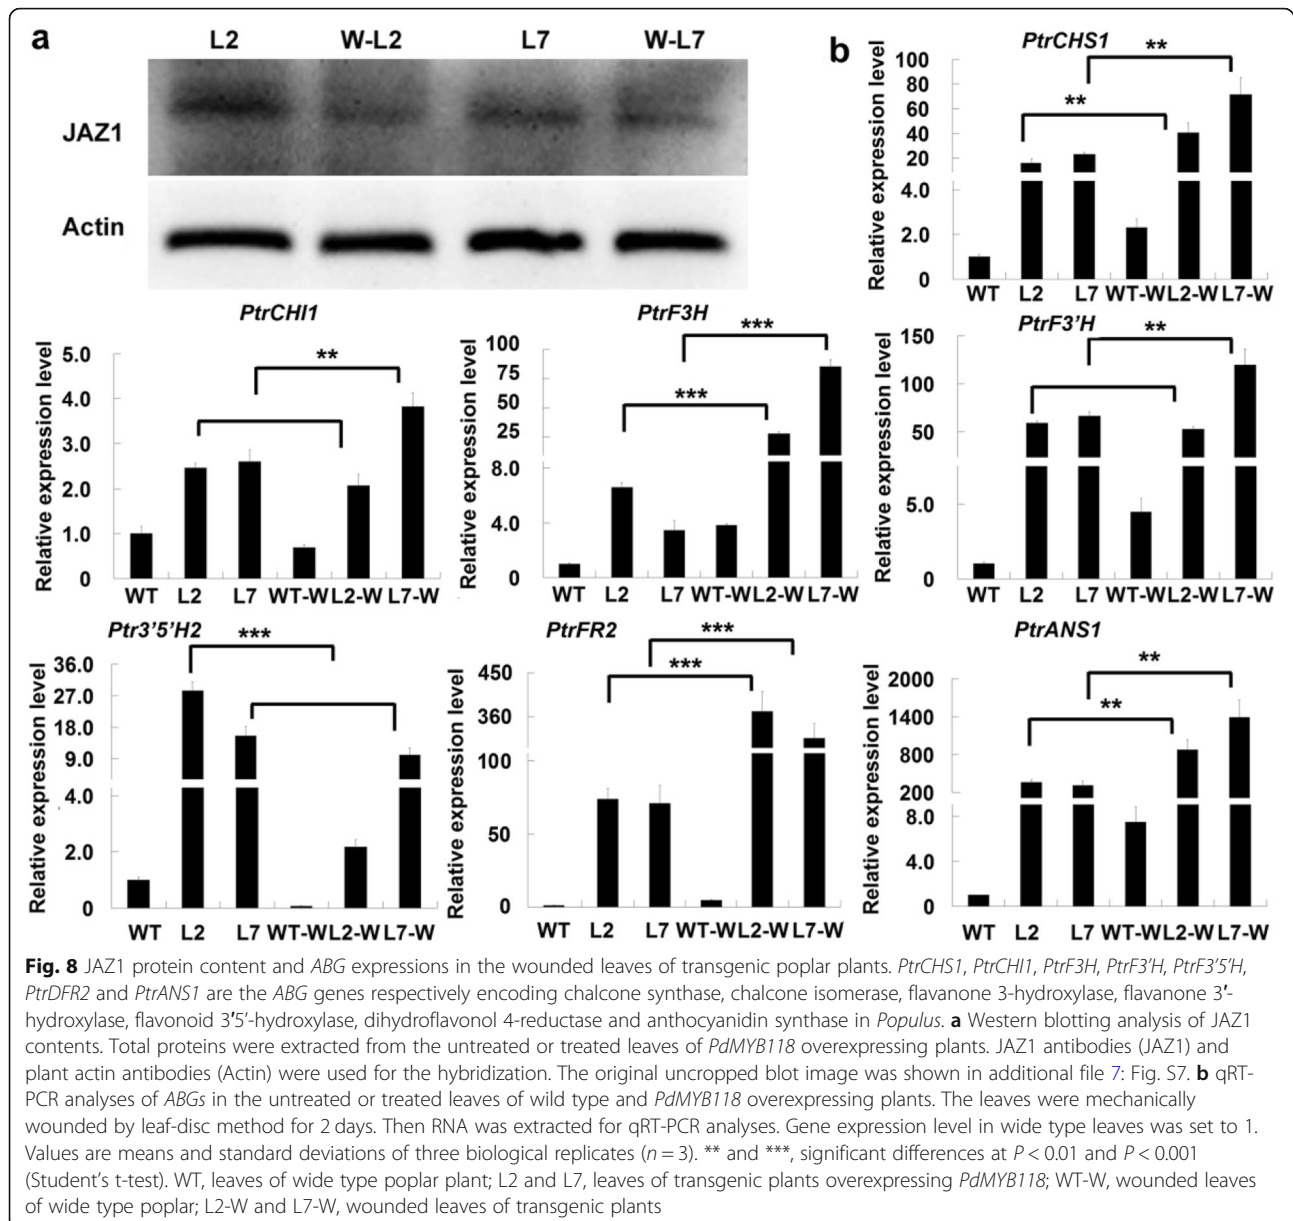 a
L2 W-L2 L7 W-L7
JAZ1
Actin
b
PtrCHS1
Relative expression level
100
80
60
40
20
4.0
2.0
0
**
**
WT L2 L7 WT-W L2-W L7-W
PtrCHI1
Relative expression level
5.0
4.0
3.0
2.0
1.0
0
**
WT L2 L7 WT-W L2-W L7-W
PtrF3H
Relative expression level
100
75
50
25
8.0
4.0
0
***
***
WT L2 L7 WT-W L2-W L7-W
PtrF3'H
Relative expression level
150
100
50
5.0
0
**
WT L2 L7 WT-W L2-W L7-W
Ptr3'5'H2
Relative expression level
36.0
27.0
18.0
9.0
4.0
2.0
0
***
WT L2 L7 WT-W L2-W L7-W
PtrFR2
Relative expression level
450
360
100
50
0
***
***
WT L2 L7 WT-W L2-W L7-W
PtrANS1
Relative expression level
2000
1400
800
200
8.0
4.0
0
**
**
WT L2 L7 WT-W L2-W L7-W
Fig. 8 JAZ1 protein content and ABG expressions in the wounded leaves of transgenic poplar plants. PtrCHS1, PtrCHI1, PtrF3H, PtrF3'H, PtrF3'5'H,
PtrDFR2 and PtrANS1 are the ABG genes respectively encoding chalcone synthase, chalcone isomerase, flavanone 3-hydroxylase, flavanone 3′-
hydroxylase, flavonoid 3′5′-hydroxylase, dihydroflavonol 4-reductase and anthocyanidin synthase in Populus. a Western blotting analysis of JAZ1
contents. Total proteins were extracted from the untreated or treated leaves of PdMYB118 overexpressing plants. JAZ1 antibodies (JAZ1) and
plant actin antibodies (Actin) were used for the hybridization. The original uncropped blot image was shown in additional file 7: Fig. S7. b qRT-
PCR analyses of ABGs in the untreated or treated leaves of wild type and PdMYB118 overexpressing plants. The leaves were mechanically
wounded by leaf-disc method for 2 days. Then RNA was extracted for qRT-PCR analyses. Gene expression level in wide type leaves was set to 1.
Values are means and standard deviations of three biological replicates (n = 3). ** and ***, significant differences at P < 0.01 and P < 0.001
(Student's t-test). WT, leaves of wide type poplar plant; L2 and L7, leaves of transgenic plants overexpressing PdMYB118; WT-W, wounded leaves
of wide type poplar; L2-W and L7-W, wounded leaves of transgenic plants